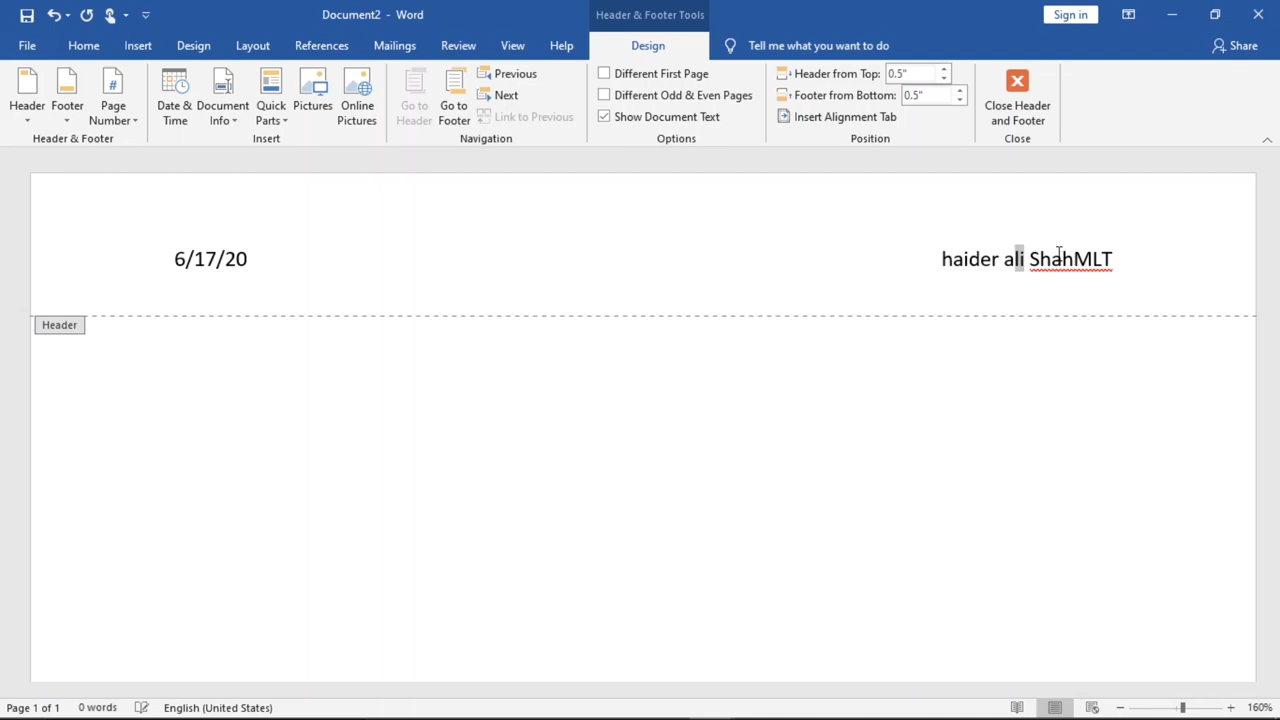 Document2 - Word
Header & Footer Tools
Sign in
File Home Insert Design Layout References Mailings Review View Help Design Tell me what you want to do Share
Header Footer Page Number
Header & Footer
Date & Time Document Info Quick Parts Pictures Online Pictures
Insert
Go to Header Go to Footer Previous Next Link to Previous
Navigation
Different First Page
Different Odd & Even Pages
Show Document Text
Options
Header from Top: 0.5"
Footer from Bottom: 0.5"
Insert Alignment Tab
Position
Close Header and Footer
Close
6/17/20 haider ali ShahMLT
Header
Page 1 of 1 0 words English (United States) 160%